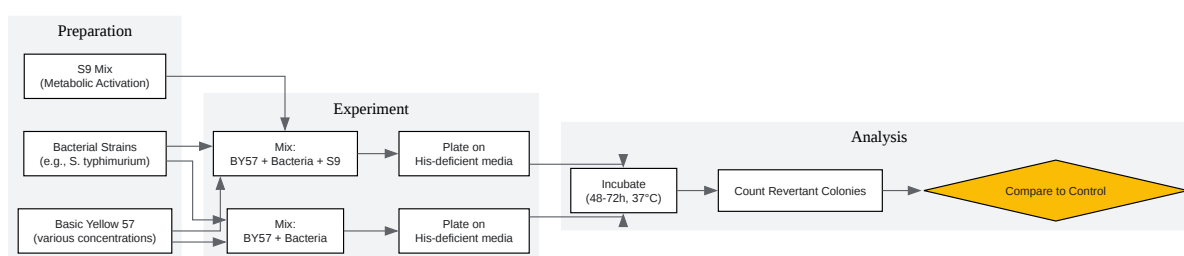 Preparation
S9 Mix
(Metabolic Activation)
Bacterial Strains
(e.g., S. typhimurium)
Basic Yellow 57
(various concentrations)
Experiment
Mix:
BY57 + Bacteria + S9
Plate on
His-deficient media
Mix:
BY57 + Bacteria
Plate on
His-deficient media
Analysis
Incubate
(48-72h, 37°C)
Count Revertant Colonies
Compare to Control